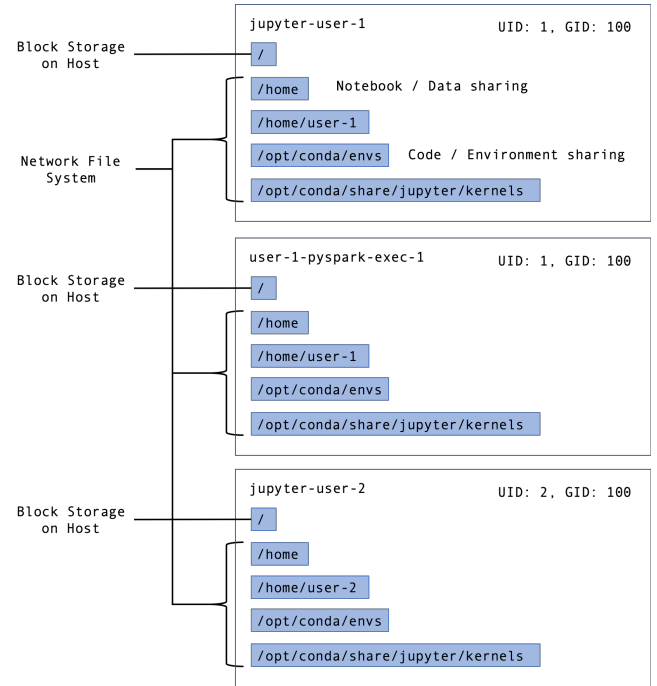 jupyter-user-1
UID: 1, GID: 100
Block Storage
on Host
/
/home
Notebook / Data sharing
/home/user-1
Network File
System
/opt/conda/envs
Code / Environment sharing
/opt/conda/share/jupyter/kernels
user-1-pyspark-exec-1
UID: 1, GID: 100
Block Storage
on Host
/
/home
/home/user-1
/opt/conda/envs
/opt/conda/share/jupyter/kernels
jupyter-user-2
UID: 2, GID: 100
Block Storage
on Host
/
/home
/home/user-2
/opt/conda/envs
/opt/conda/share/jupyter/kernels